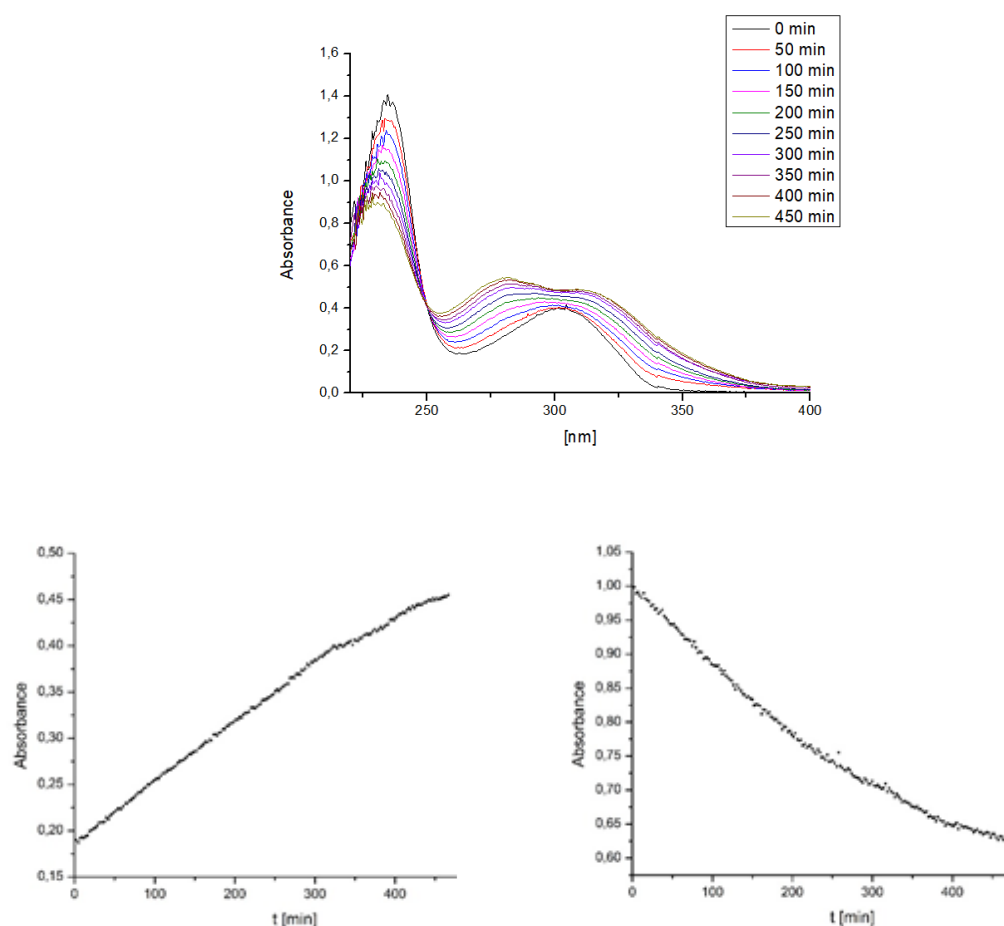 0 min
50 min
100 min
150 min
200 min
250 min
300 min
350 min
400 min
450 min
1,6
1,4
1,2
1,0
0,8
0,6
0,4
0,2
0,0
Absorbance
250 300 350 400
[nm]
0,50
0,45
0,40
0,35
0,30
0,25
0,20
0,15
Absorbance
0 100 200 300 400
t [min]
1,05
1,00
0,95
0,90
0,85
0,80
0,75
0,70
0,65
0,60
Absorbance
0 100 200 300 400
t [min]